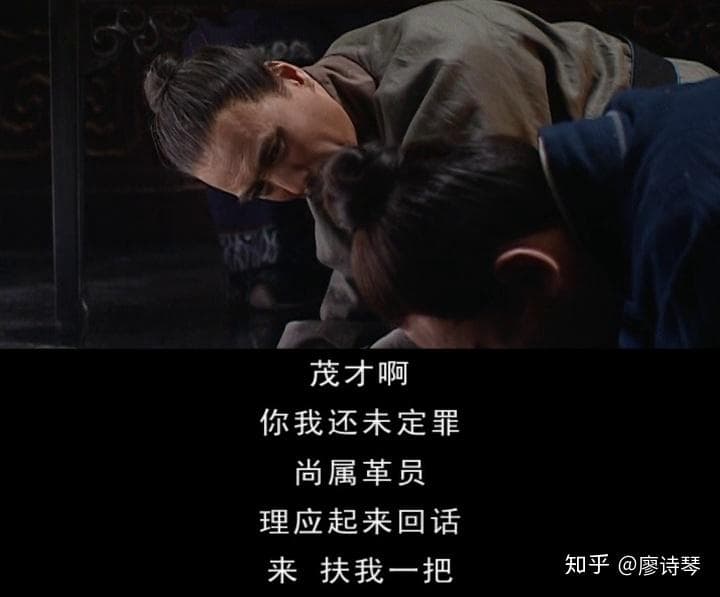 茂才啊
你我还未定罪
尚属革员
理应起来回话
来 扶我一把
知乎 @廖诗琴